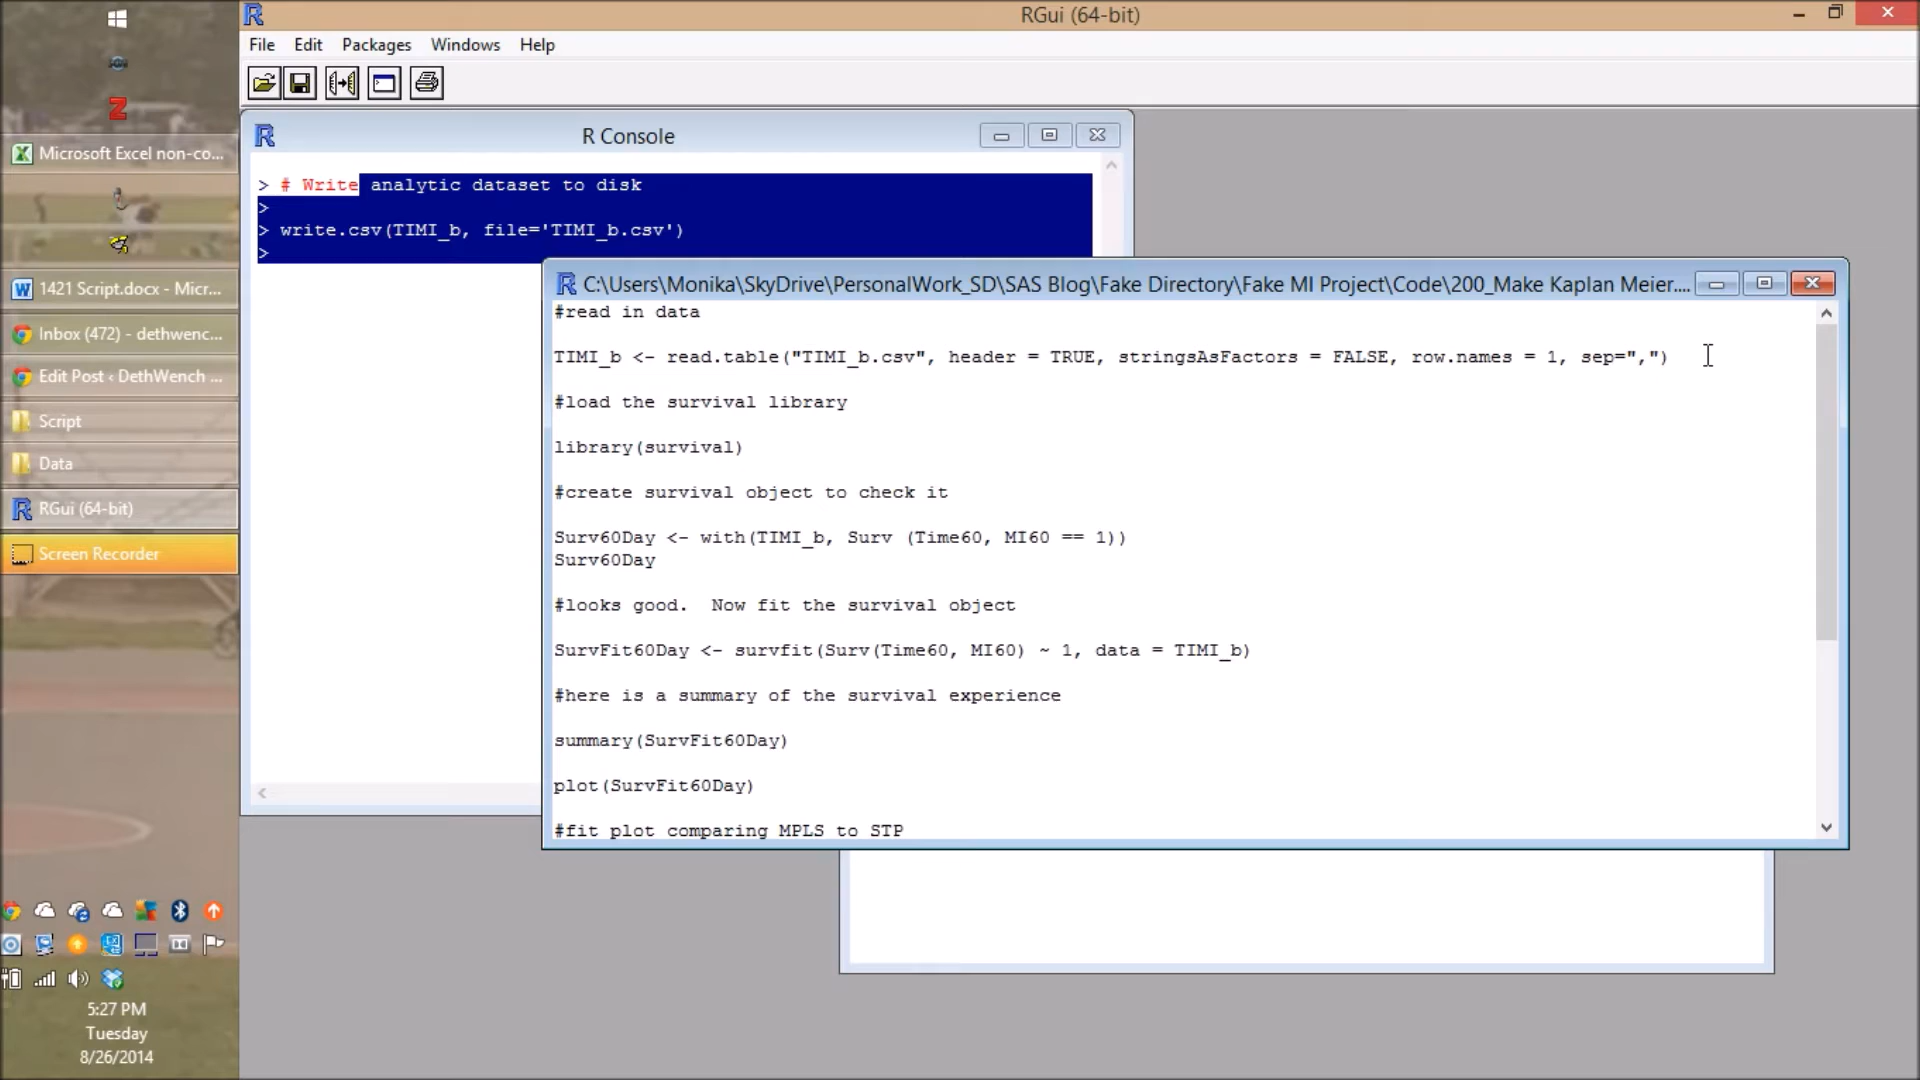 RGui (64-bit)
File Edit Packages Windows Help
R Console
> # Write analytic dataset to disk
>
> write.csv(TIMI_b, file='TIMI_b.csv')
>
C:\Users\Monika\SkyDrive\PersonalWork_SD\SAS Blog\Fake Directory\Fake MI Project\Code\200_Make Kaplan Meier....
#read in data
TIMI_b <- read.table("TIMI_b.csv", header = TRUE, stringsAsFactors = FALSE, row.names = 1, sep=",")
#load the survival library
library(survival)
#create survival object to check it
Surv60Day <- with(TIMI_b, Surv (Time60, MI60 == 1))
Surv60Day
#looks good.  Now fit the survival object
SurvFit60Day <- survfit(Surv(Time60, MI60) ~ 1, data = TIMI_b)
#here is a summary of the survival experience
summary(SurvFit60Day)
plot(SurvFit60Day)
#fit plot comparing MPLS to STP
Microsoft Excel non-co...
1421 Script.docx - Micr...
Inbox (472) - dethwenc...
Edit Post ‹ DethWench ...
Script
Data
RGui (64-bit)
Screen Recorder
5:27 PM
Tuesday
8/26/2014